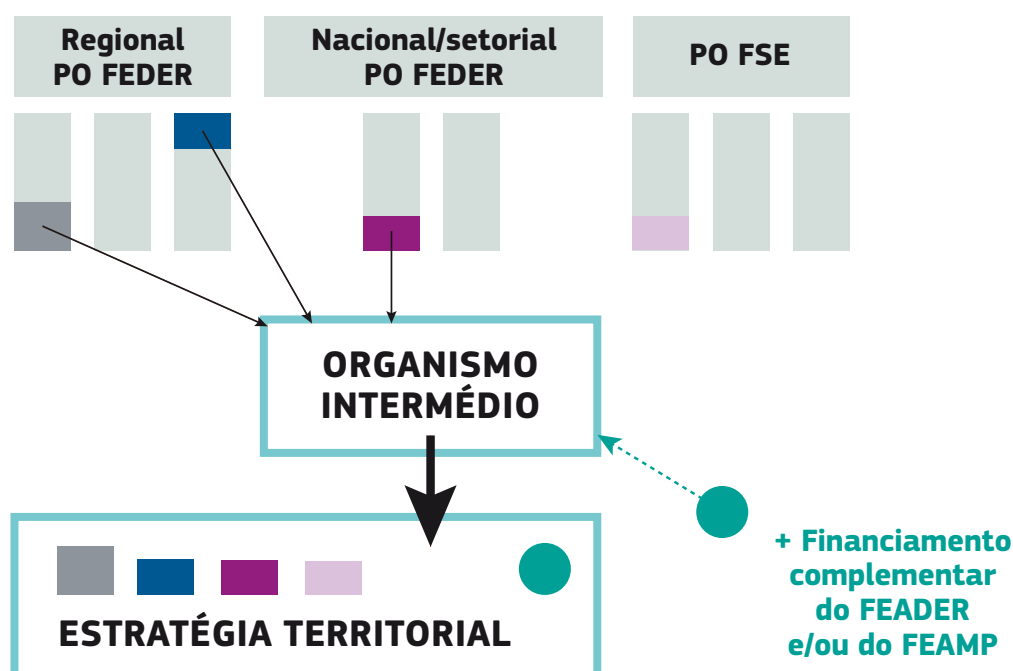 Regional
PO FEDER
Nacional/setorial
PO FEDER
PO FSE
ORGANISMO
INTERMÉDIO
+ Financiamento
complementar
do FEADER
e/ou do FEAMP
ESTRATÉGIA TERRITORIAL